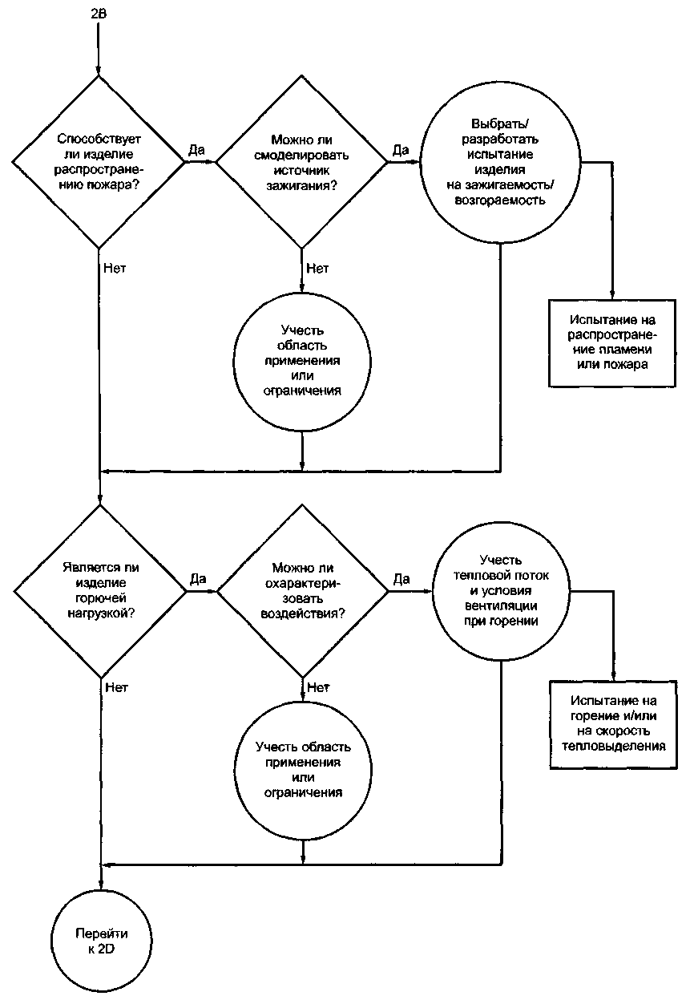 2В
Способствует
ли изделие
распростране-
нию пожара?
Да
Можно ли
смоделировать
источник
зажигания?
Да
Выбрать/
разработать
испытание
изделия
на зажигаемость/
возгораемость
Нет
Нет
Испытание на
распростране-
ние пламени
или пожара
Учесть
область
применения
или
ограничения
Является ли
изделие
горючей
нагрузкой?
Да
Можно ли
охарактери-
зовать
воздействия?
Да
Учесть
тепловой поток
и условия
вентиляции
при горении
Нет
Нет
Испытание на
горение и/или
на скорость
тепловыделения
Учесть область
применения
или
ограничения
Перейти
к 2D